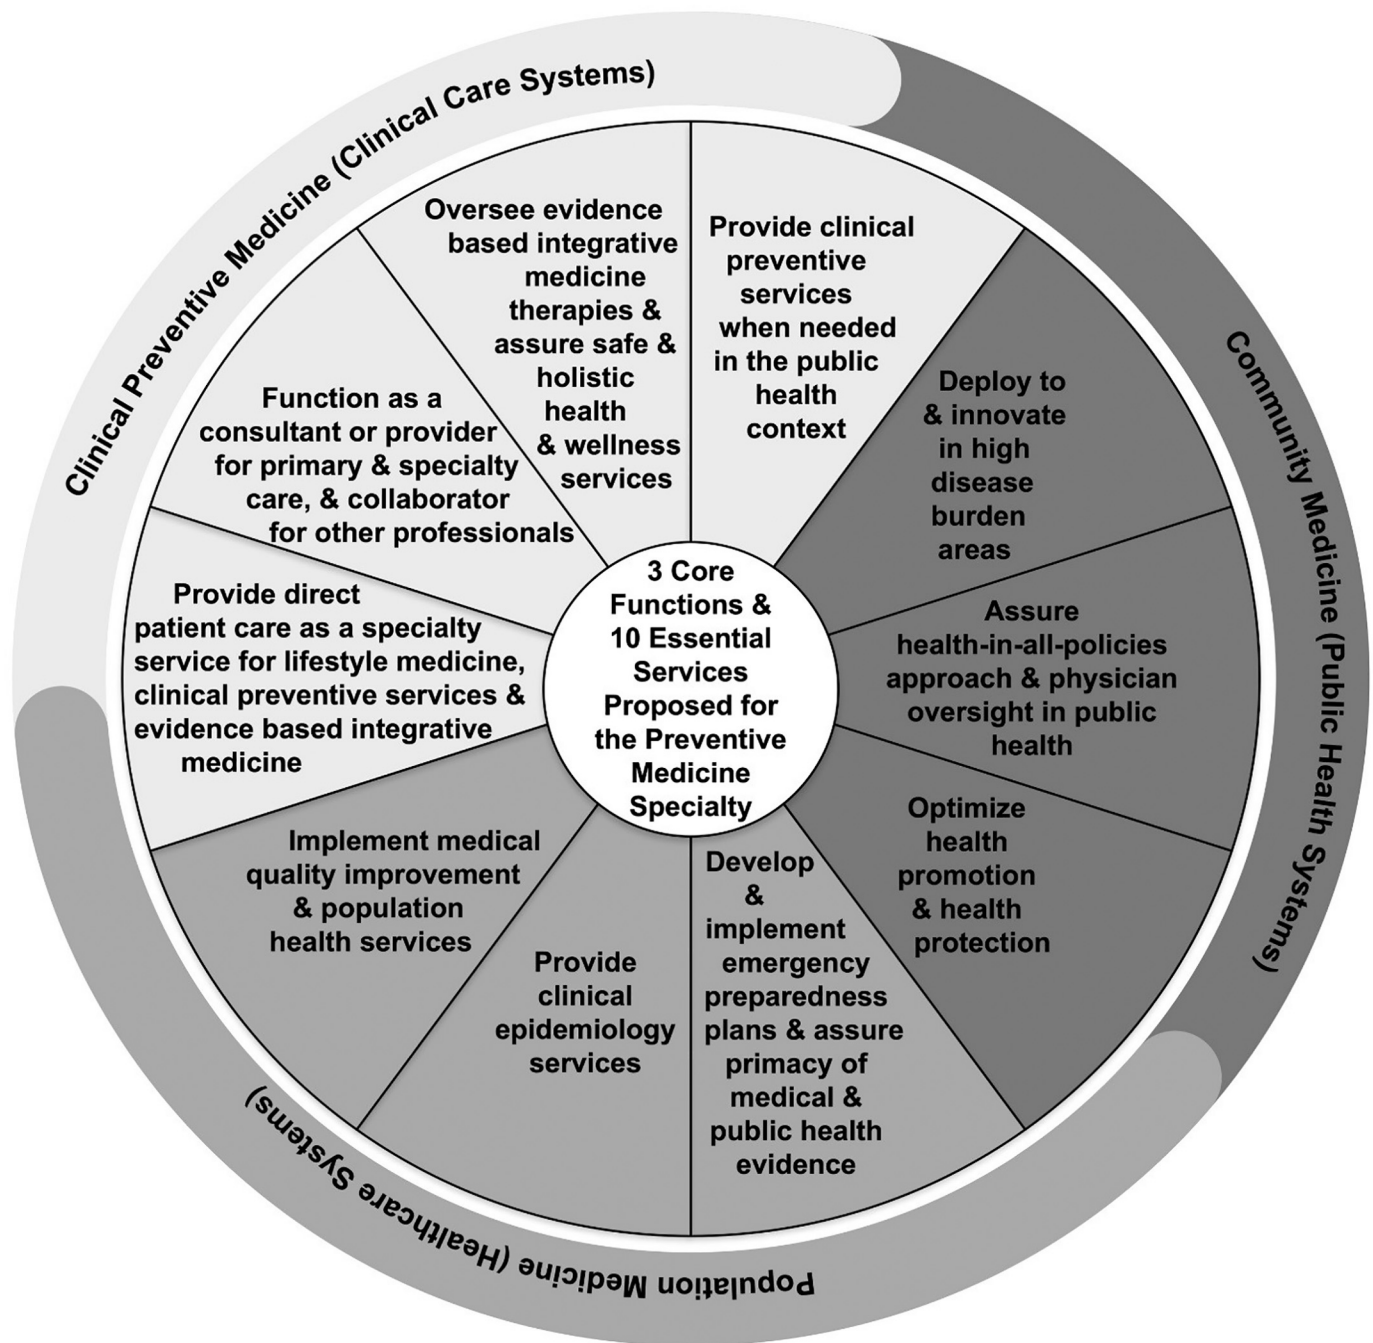 Clinical Preventive Medicine (Clinical Care Systems)
Community Medicine (Public Health Systems)
Population Medicine (Healthcare Systems)
3 Core
Functions &
10 Essential
Services
Proposed for
the Preventive
Medicine
Specialty
Provide clinical
preventive
services
when needed
in the public
health
context
Deploy to
& innovate
in high
disease
burden
areas
Assure
health-in-all-policies
approach & physician
oversight in public
health
Optimize
health
promotion
& health
protection
Develop
&
implement
emergency
preparedness
plans & assure
primacy of
medical &
public health
evidence
Provide
clinical
epidemiology
services
Implement medical
quality improvement
& population
health services
Provide direct
patient care as a specialty
service for lifestyle medicine,
clinical preventive services &
evidence based integrative
medicine
Function as a
consultant or provider
for primary & specialty
care, & collaborator
for other professionals
Oversee evidence
based integrative
medicine
therapies &
assure safe &
holistic
health
& wellness
services